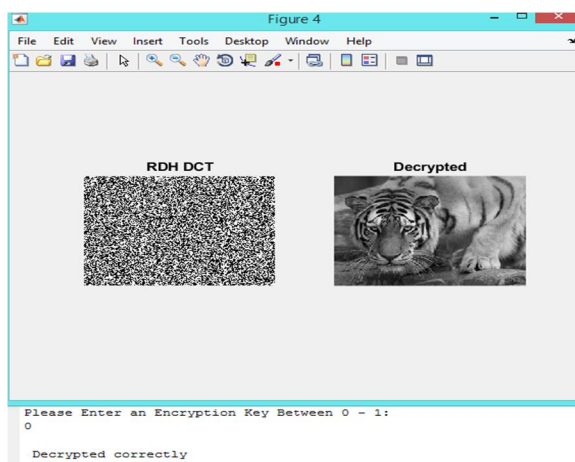 Figure 4
File Edit View Insert Tools Desktop Window Help
RDH DCT
Decrypted
Please Enter an Encryption Key Between 0 - 1:
0
Decrypted correctly